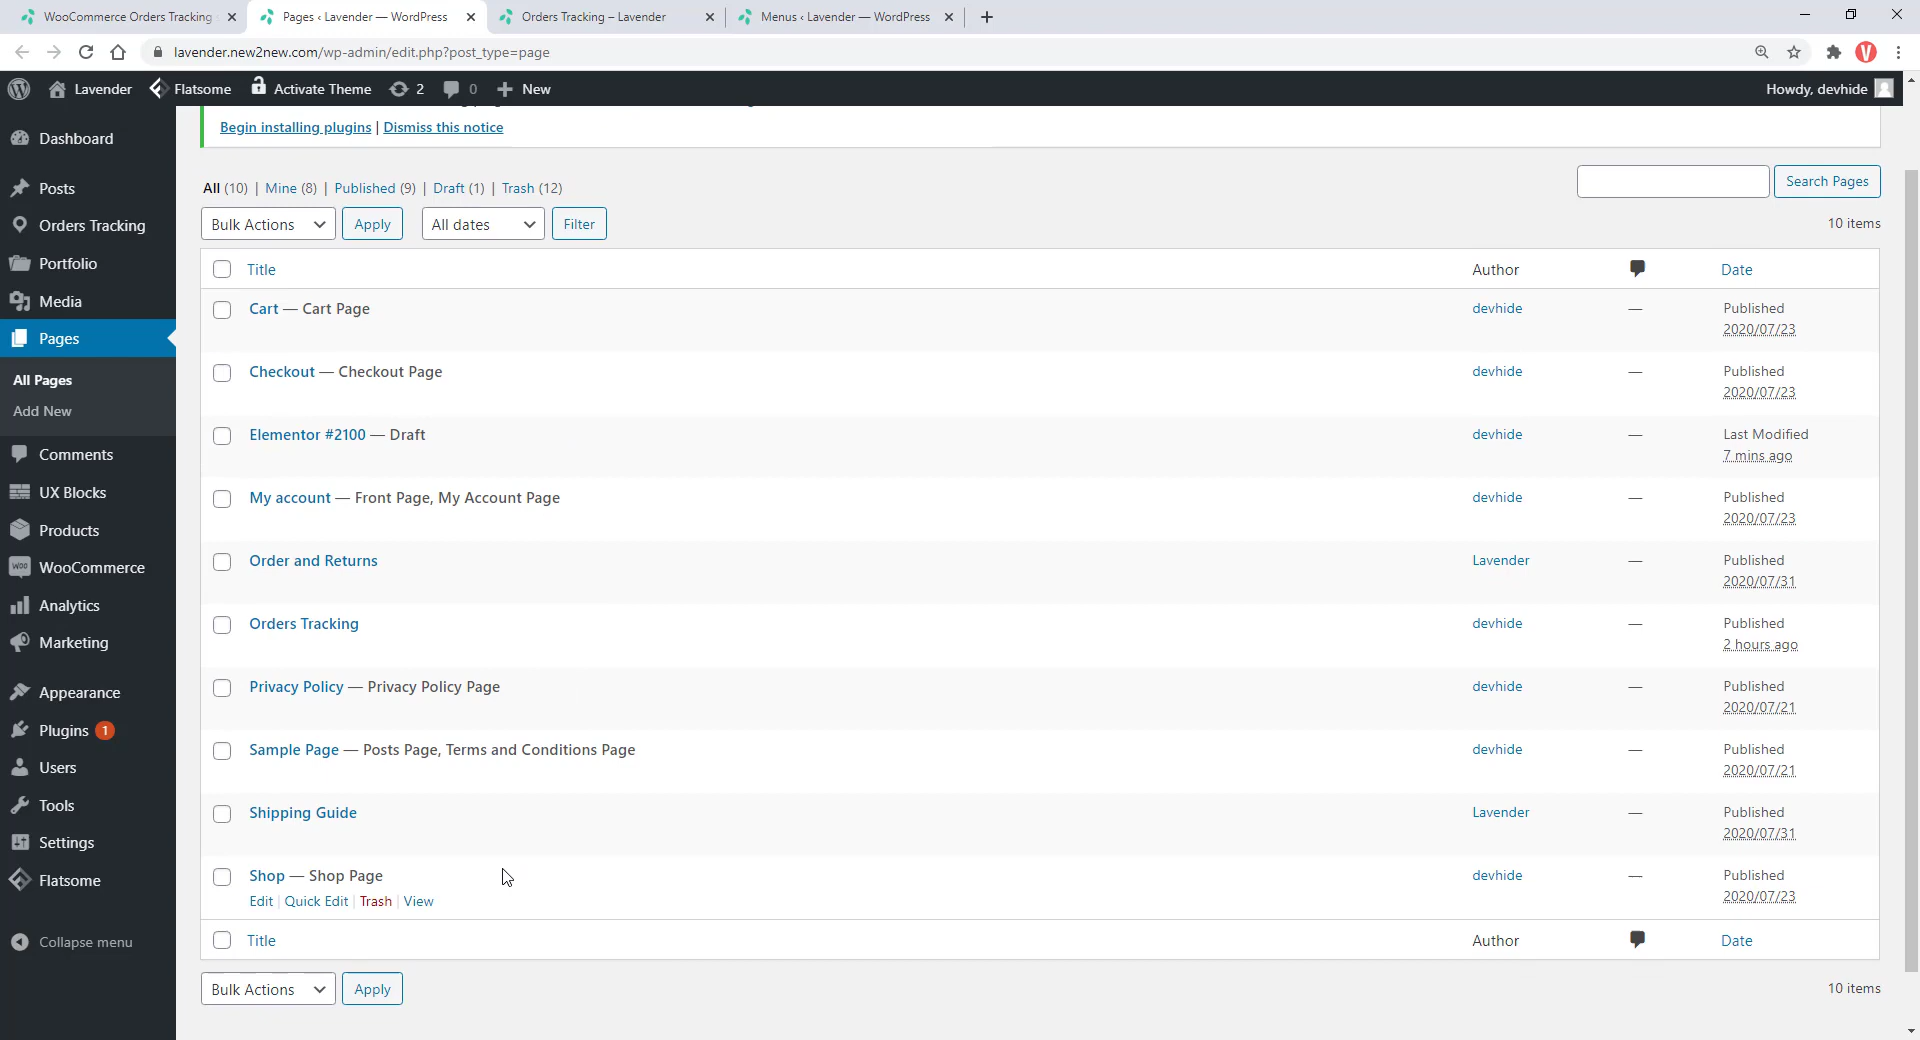 WooCommerce Orders Tracking
Pages ‹ Lavender — WordPress
Orders Tracking – Lavender
Menus ‹ Lavender — WordPress
lavender.new2new.com/wp-admin/edit.php?post_type=page
Lavender
Flatsome
Activate Theme
2
0
New
Howdy, devhide
Dashboard
Posts
Orders Tracking
Portfolio
Media
Pages
All Pages
Add New
Comments
UX Blocks
Products
WooCommerce
Analytics
Marketing
Appearance
Plugins 1
Users
Tools
Settings
Flatsome
Collapse menu
Begin installing plugins | Dismiss this notice
All (10) | Mine (8) | Published (9) | Draft (1) | Trash (12)
Search Pages
Bulk Actions Apply All dates Filter
10 items
Title Author Date
Cart — Cart Page devhide — Published
2020/07/23
Checkout — Checkout Page devhide — Published
2020/07/23
Elementor #2100 — Draft devhide — Last Modified
7 mins ago
My account — Front Page, My Account Page devhide — Published
2020/07/23
Order and Returns Lavender — Published
2020/07/31
Orders Tracking devhide — Published
2 hours ago
Privacy Policy — Privacy Policy Page devhide — Published
2020/07/21
Sample Page — Posts Page, Terms and Conditions Page devhide — Published
2020/07/21
Shipping Guide Lavender — Published
2020/07/31
Shop — Shop Page devhide — Published
Edit | Quick Edit | Trash | View 2020/07/23
Title Author Date
Bulk Actions Apply
10 items